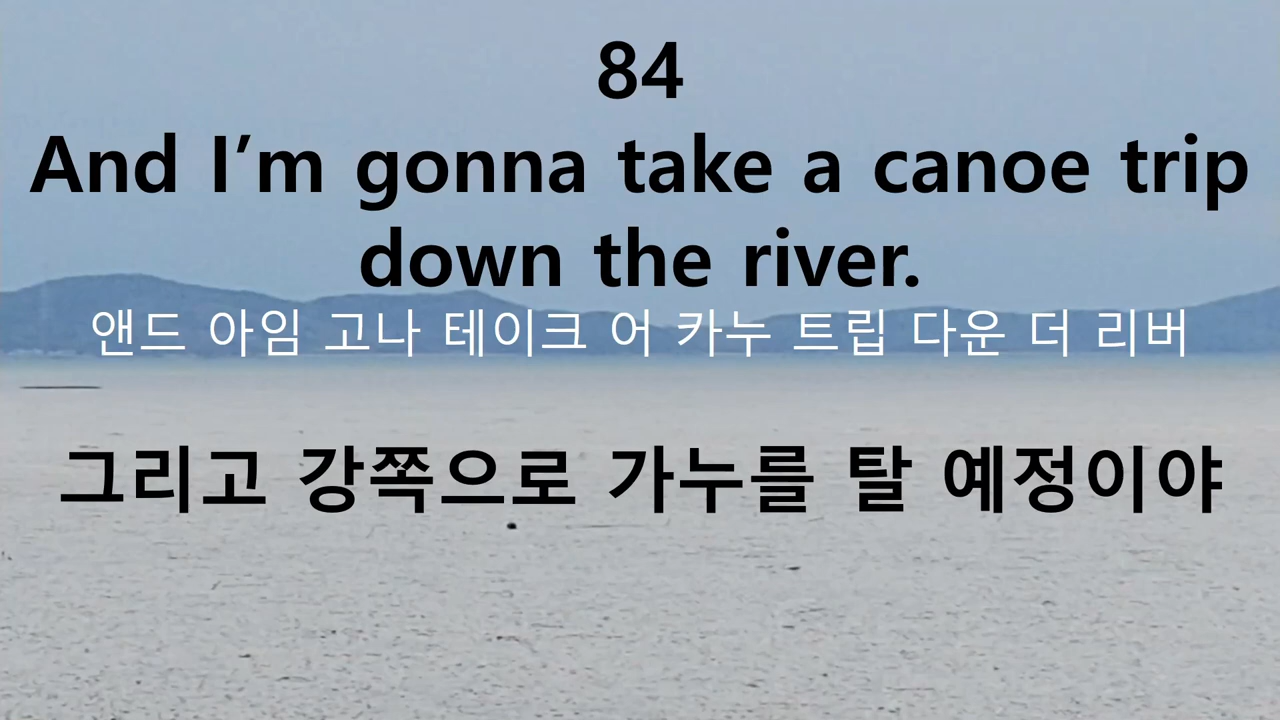 84
And I’m gonna take a canoe trip
down the river.
앤드 아임 고나 테이크 어 카누 트립 다운 더 리버
그리고 강쪽으로 가누를 탈 예정이야